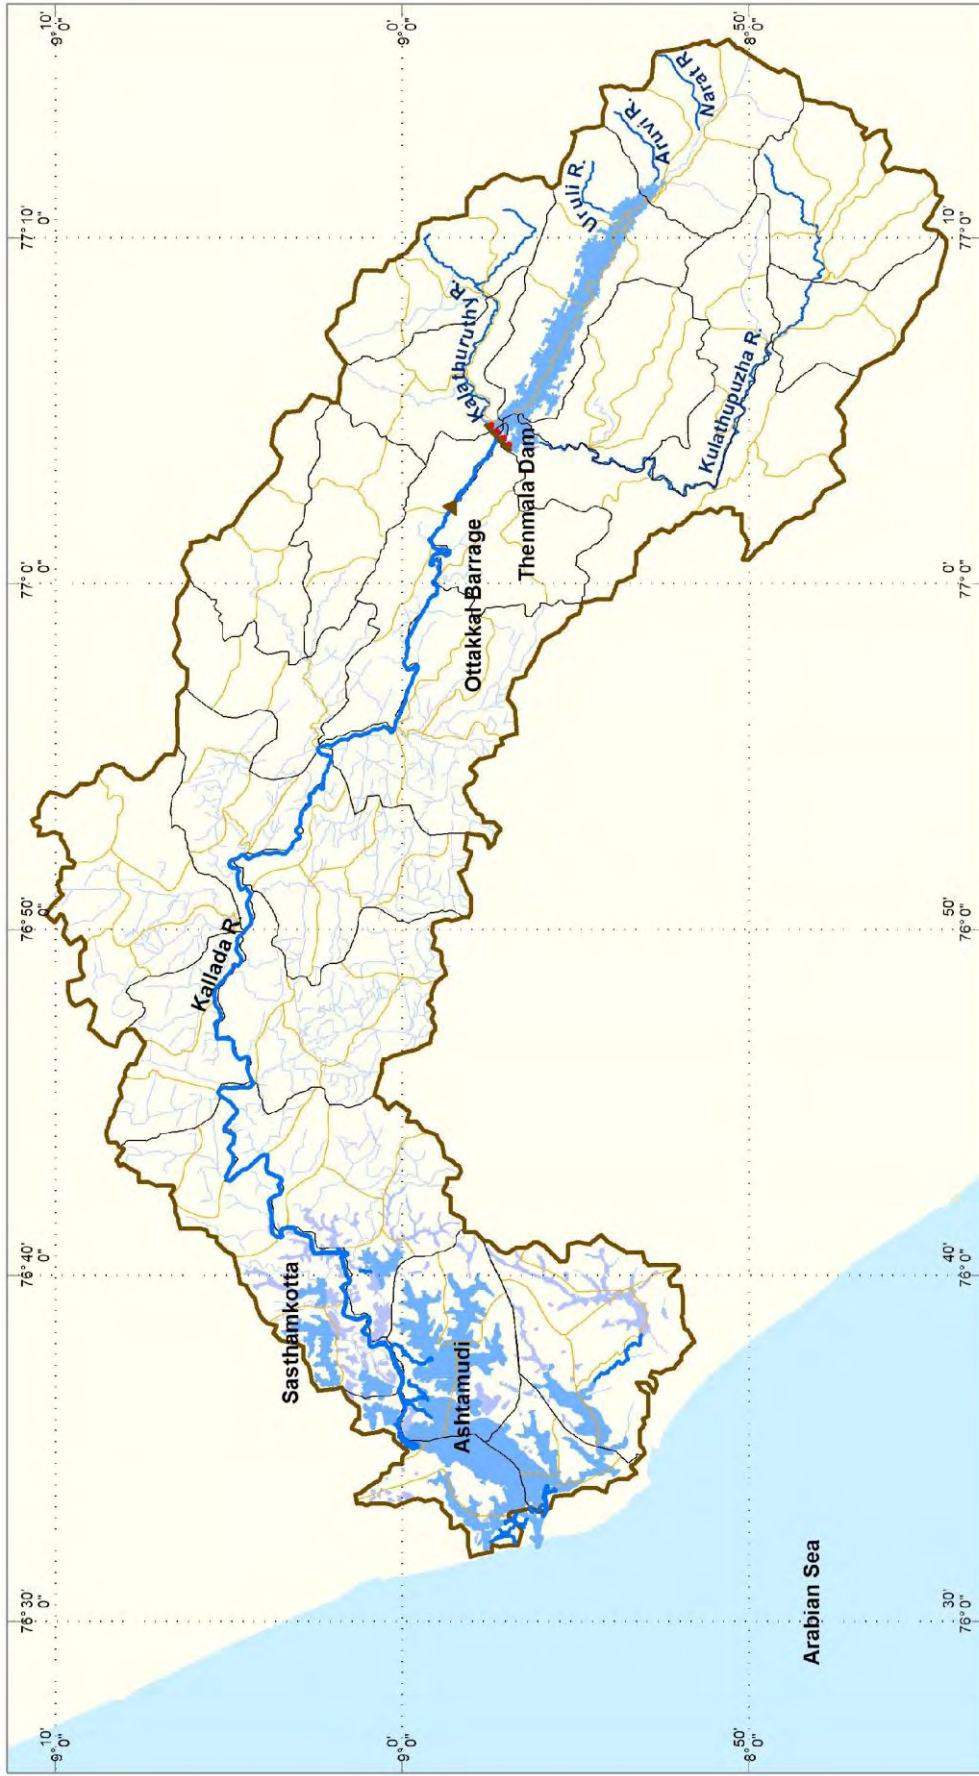 76°30' 76°40' 76°50' 77°0' 77°10'
0" 0" 0" 0" 0"
10' 10'
9°0" 9°0"
Kallada R.
Sasthamkotta
0' 0'
9°0" 9°0"
Ashtamudi
Ottakkal Barrage
Kalathuruthy R.
Thenmala Dam
Uruli R.
Aruvi R.
Narat R
Kulathupuzha R.
50' 50'
8°0" 8°0"
Arabian Sea
30' 40' 50' 0' 10'
76°0" 76°0" 76°0" 77°0" 77°0"